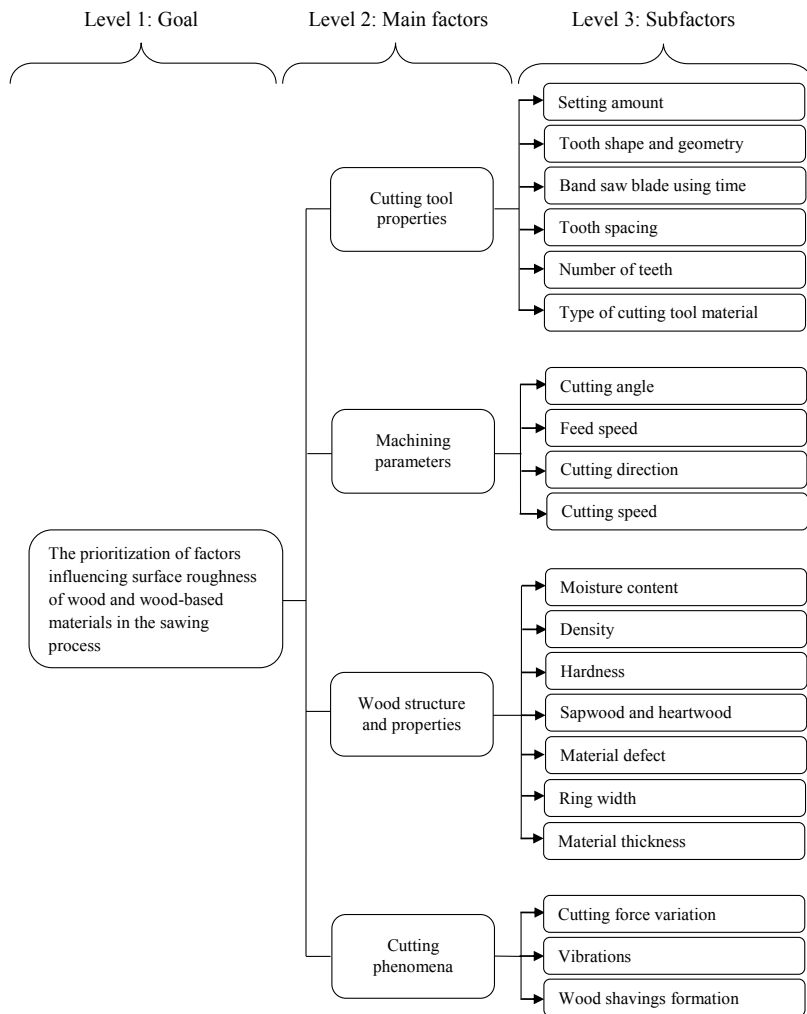 Level 1: Goal
Level 2: Main factors
Level 3: Subfactors
The prioritization of factors
influencing surface roughness
of wood and wood-based
materials in the sawing
process
Cutting tool
properties
Setting amount
Tooth shape and geometry
Band saw blade using time
Tooth spacing
Number of teeth
Type of cutting tool material
Machining
parameters
Cutting angle
Feed speed
Cutting direction
Cutting speed
Wood structure
and properties
Moisture content
Density
Hardness
Sapwood and heartwood
Material defect
Ring width
Material thickness
Cutting
phenomena
Cutting force variation
Vibrations
Wood shavings formation